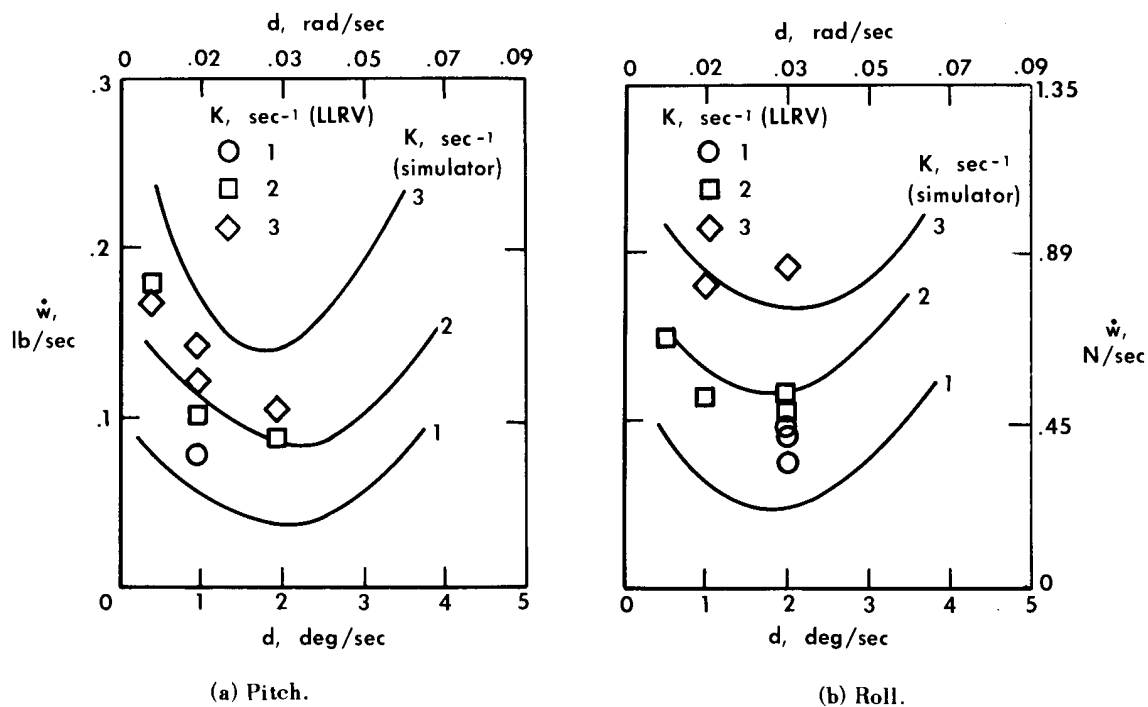 d, rad/sec
0 .02 .03 .05 .07 .09
.3
.2
.1
0
ẇ,
lb/sec
K, sec-1 (LLRV)
1
2
3
K, sec-1
(simulator)
3
2
1
1 2 3 4 5
d, deg/sec
(a) Pitch.
d, rad/sec
0 .02 .03 .05 .07 .09
1.35
.89
.45
0
ẇ,
N/sec
K, sec-1 (LLRV)
1
2
3
K, sec-1
(simulator)
3
2
1
0 1 2 3 4 5
d, deg/sec
(b) Roll.